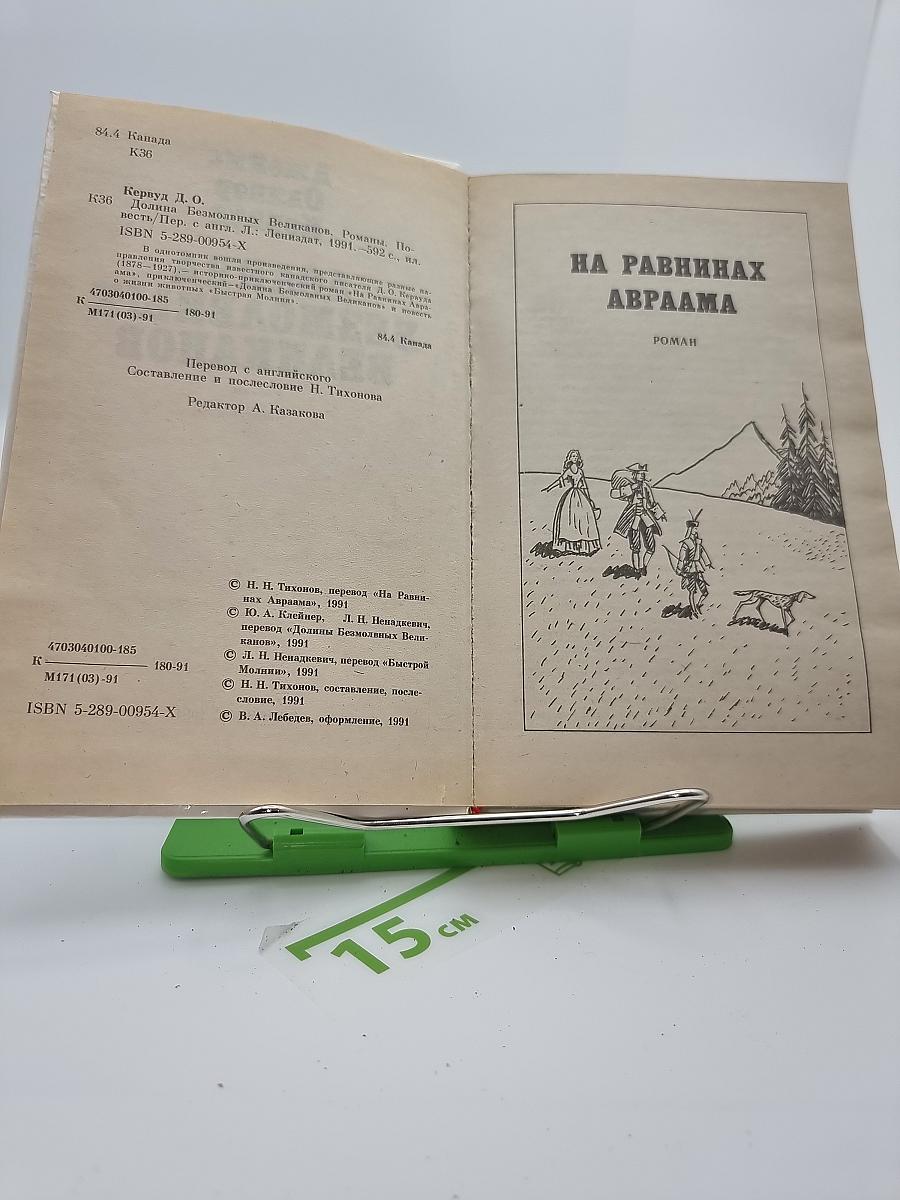 84.4 Канада
К36
Кервуд Д. О.
К36 Долина Безмолвных Великанов. Романы. По-
весть/Пер. с англ. Л.: Лениздат, 1991.—592 с., ил.
ISBN 5-289-00954-X
В однотомник вошли произведения, представляющие разные на-
правления творчества известного канадского писателя Д. О. Кервуда
(1878—1927),— историко-приключенческий роман «На Равнинах Авра-
ама», приключенческий—«Долина Безмолвных Великанов» и повесть
о жизни животных «Быстрая Молния».
4703040100-185
К 180-91
М171(03)-91
84.4 Канада
Перевод с английского
Составление и послесловие Н. Тихонова
Редактор А. Казакова
© Н. Н. Тихонов, перевод «На Равни-
нах Авраама», 1991
© Ю. А. Клейнер, Л. Н. Ненадкевич,
перевод «Долины Безмолвных Вели-
канов», 1991
© Л. Н. Ненадкевич, перевод «Быстрой
Молнии», 1991
© Н. Н. Тихонов, составление, после-
словие, 1991
© В. А. Лебедев, оформление, 1991
4703040100-185
К 180-91
М171(03)-91
ISBN 5-289-00954-X
НА РАВНИНАХ
АВРААМА
РОМАН
15 см